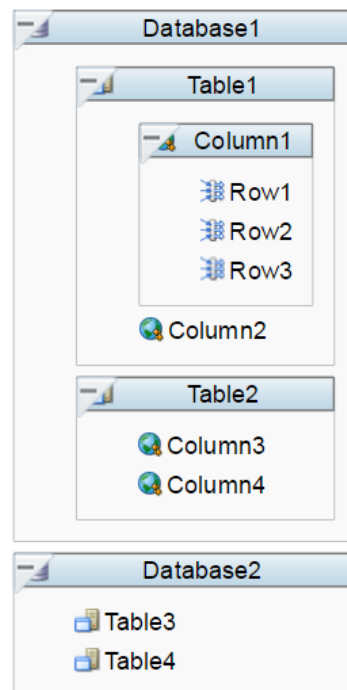 Database1
Table1
Column1
Row1
Row2
Row3
Column2
Table2
Column3
Column4
Database2
Table3
Table4